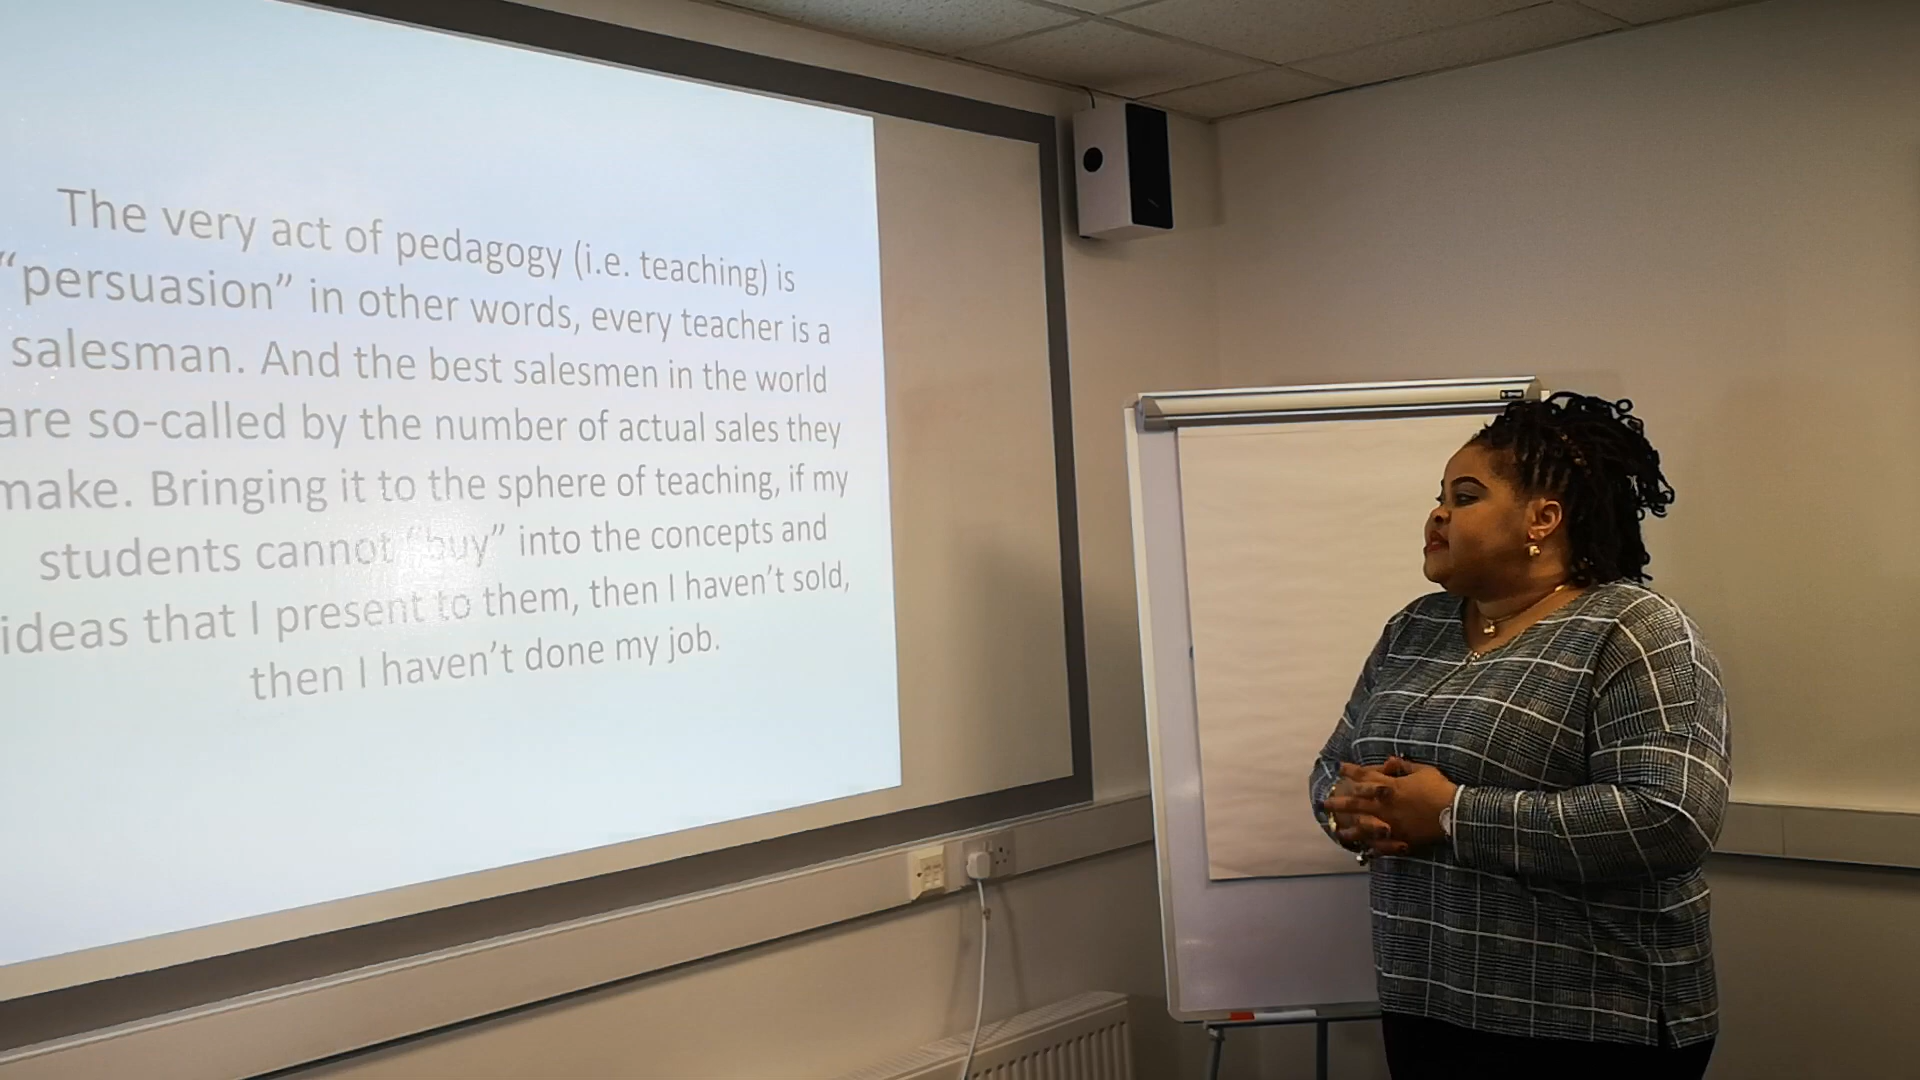 The very act of pedagogy (i.e. teaching) is
“persuasion” in other words, every teacher is a
salesman. And the best salesmen in the world
are so-called by the number of actual sales they
make. Bringing it to the sphere of teaching, if my
students cannot “buy” into the concepts and
ideas that I present to them, then I haven’t sold,
then I haven’t done my job.